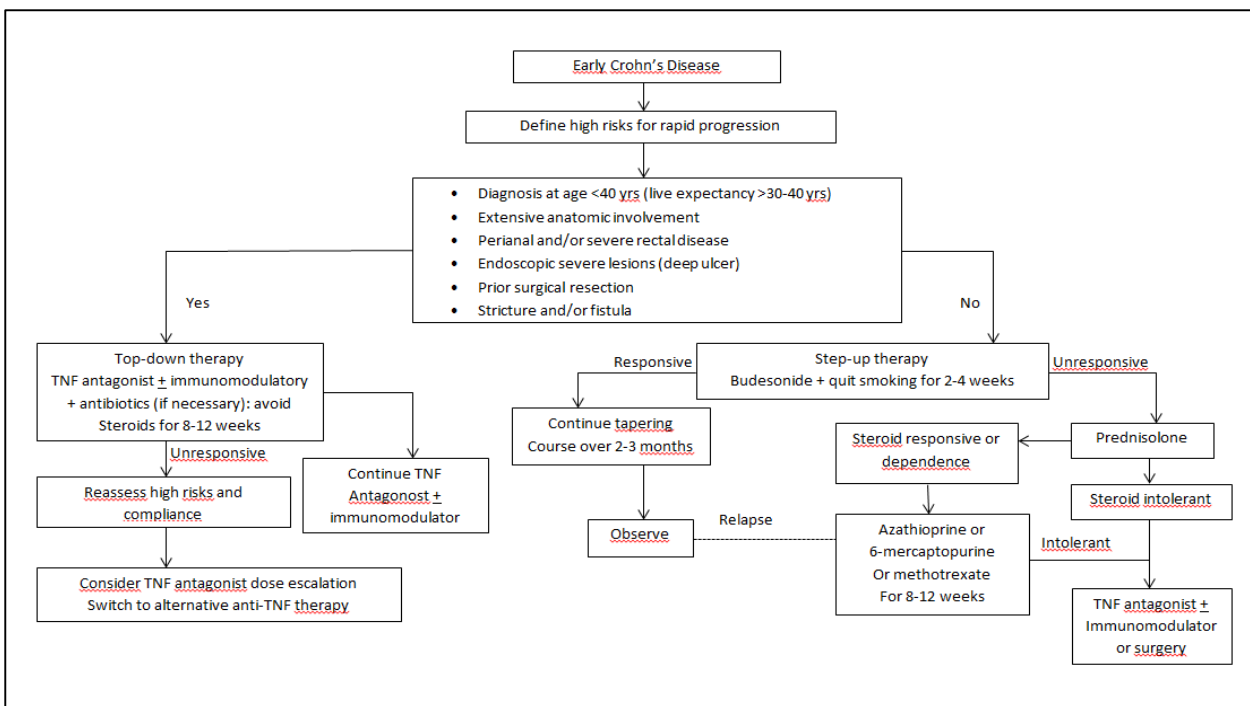 Early Crohn's Disease
Define high risks for rapid progression
• Diagnosis at age <40 yrs (live expectancy >30-40 yrs)
• Extensive anatomic involvement
• Perianal and/or severe rectal disease
• Endoscopic severe lesions (deep ulcer)
• Prior surgical resection
• Stricture and/or fistula
Yes
No
Top-down therapy
TNF antagonist + immunomodulatory
+ antibiotics (if necessary): avoid
Steroids for 8-12 weeks
Unresponsive
Reassess high risks and
compliance
Consider TNF antagonist dose escalation
Switch to alternative anti-TNF therapy
Continue TNF
Antagonost +
immunomodulator
Responsive
Step-up therapy
Budesonide + quit smoking for 2-4 weeks
Unresponsive
Continue tapering
Course over 2-3 months
Observe
Relapse
Steroid responsive or
dependence
Prednisolone
Steroid intolerant
Azathioprine or
6-mercaptopurine
Or methotrexate
For 8-12 weeks
Intolerant
TNF antagonist +
Immunomodulator
or surgery